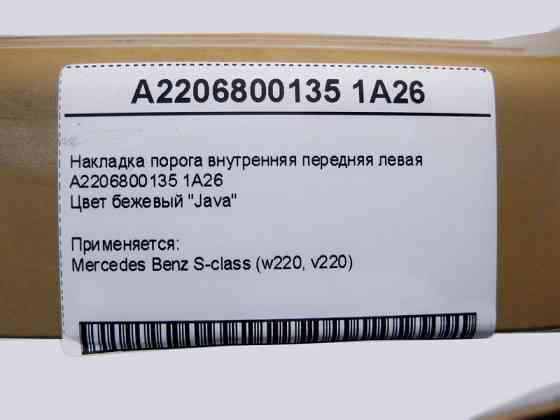 A2206800135 1A26
Накладка порога внутренняя передняя левая
A2206800135 1A26
Цвет бежевый "Java"
Применяется:
Mercedes Benz S-class (w220, v220)